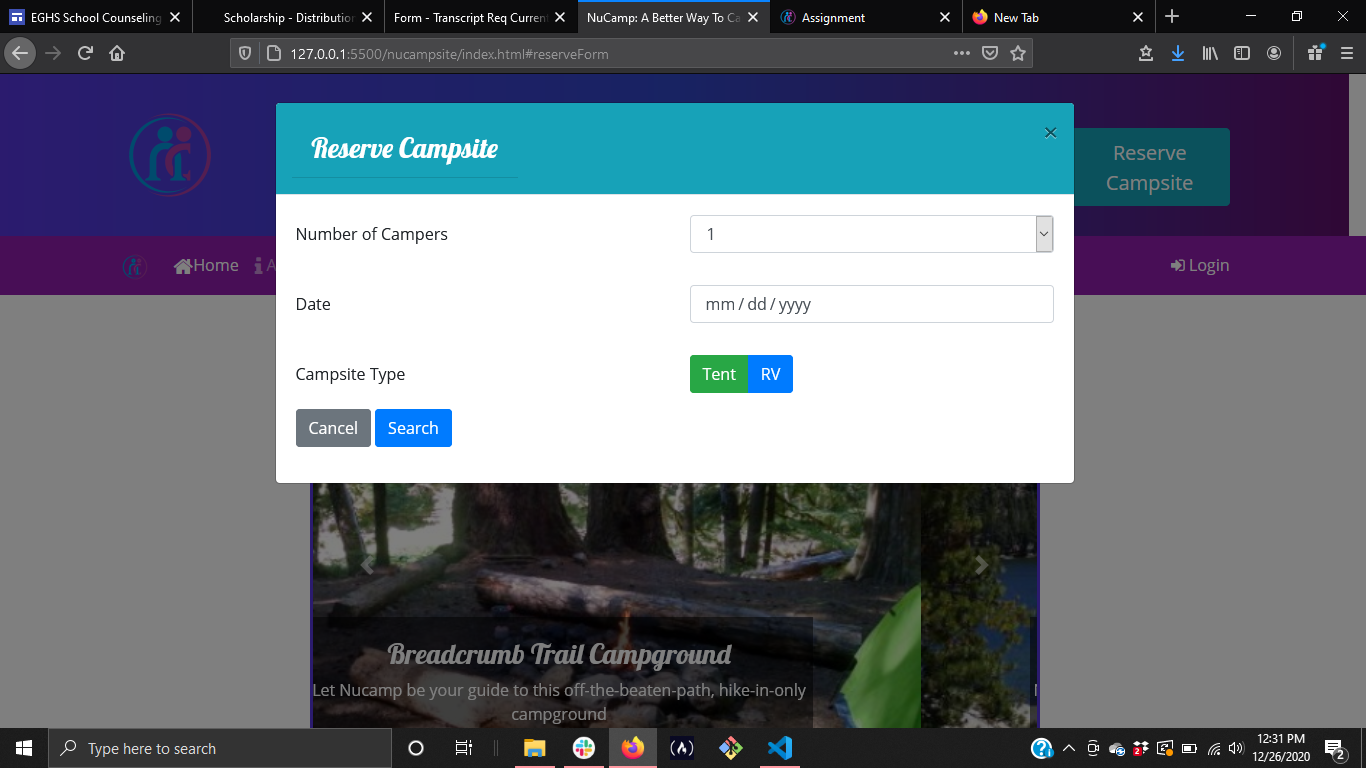 EGHS School Counseling
Scholarship - Distribution
Form - Transcript Req Current
NuCamp: A Better Way To Ca
Assignment
New Tab
127.0.0.1:5500/nucampsite/index.html#reserveForm
Reserve Campsite
×
Reserve
Campsite
Number of Campers
1
Home
A
Login
Date
mm / dd / yyyy
Campsite Type
Tent
RV
Cancel
Search
Breadcrumb Trail Campground
Let Nucamp be your guide to this off-the-beaten-path, hike-in-only
campground
Type here to search
12:31 PM
12/26/2020
2